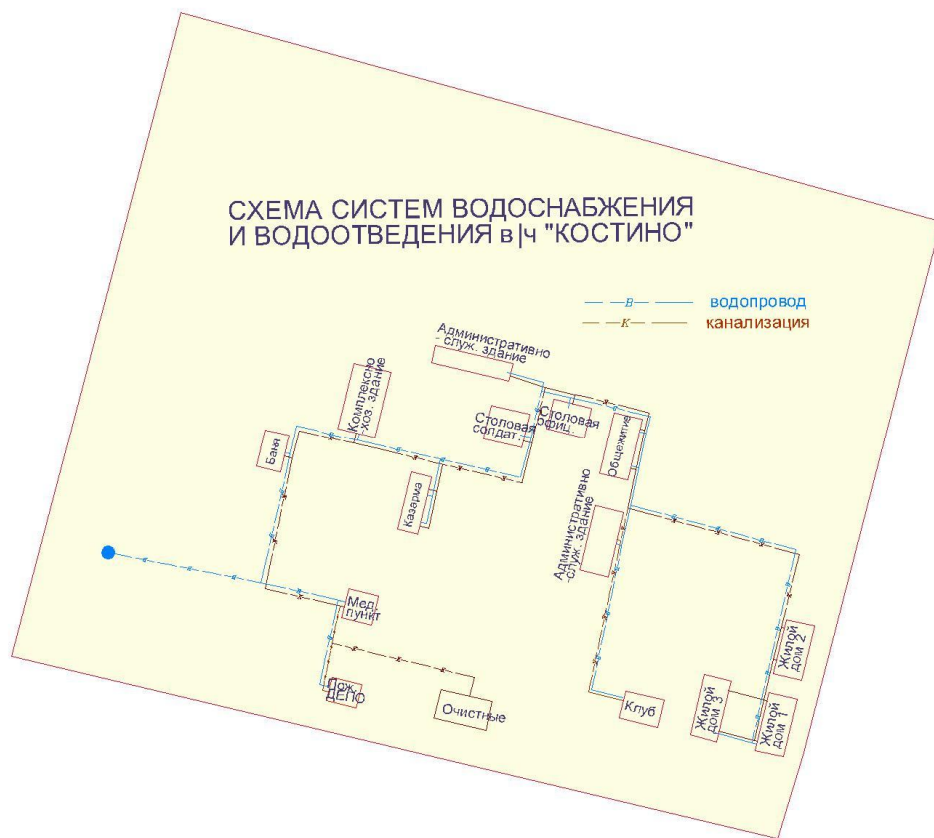 СХЕМА СИСТЕМ ВОДОСНАБЖЕНИЯ
И ВОДООТВЕДЕНИЯ в|ч "КОСТИНО"
В
водопровод
К
канализация
Административно
- служ. здание
Комплексно
-хоз. здание
Столовая
солдат.
Столовая
офиц.
Баня
Общежитие
Казарма
Административно
-служ. здание
Мед.
пункт
Пож.
ДЕПО
Очистные
Клуб
Жилой
дом 2
Жилой
дом 3
Жилой
дом 1